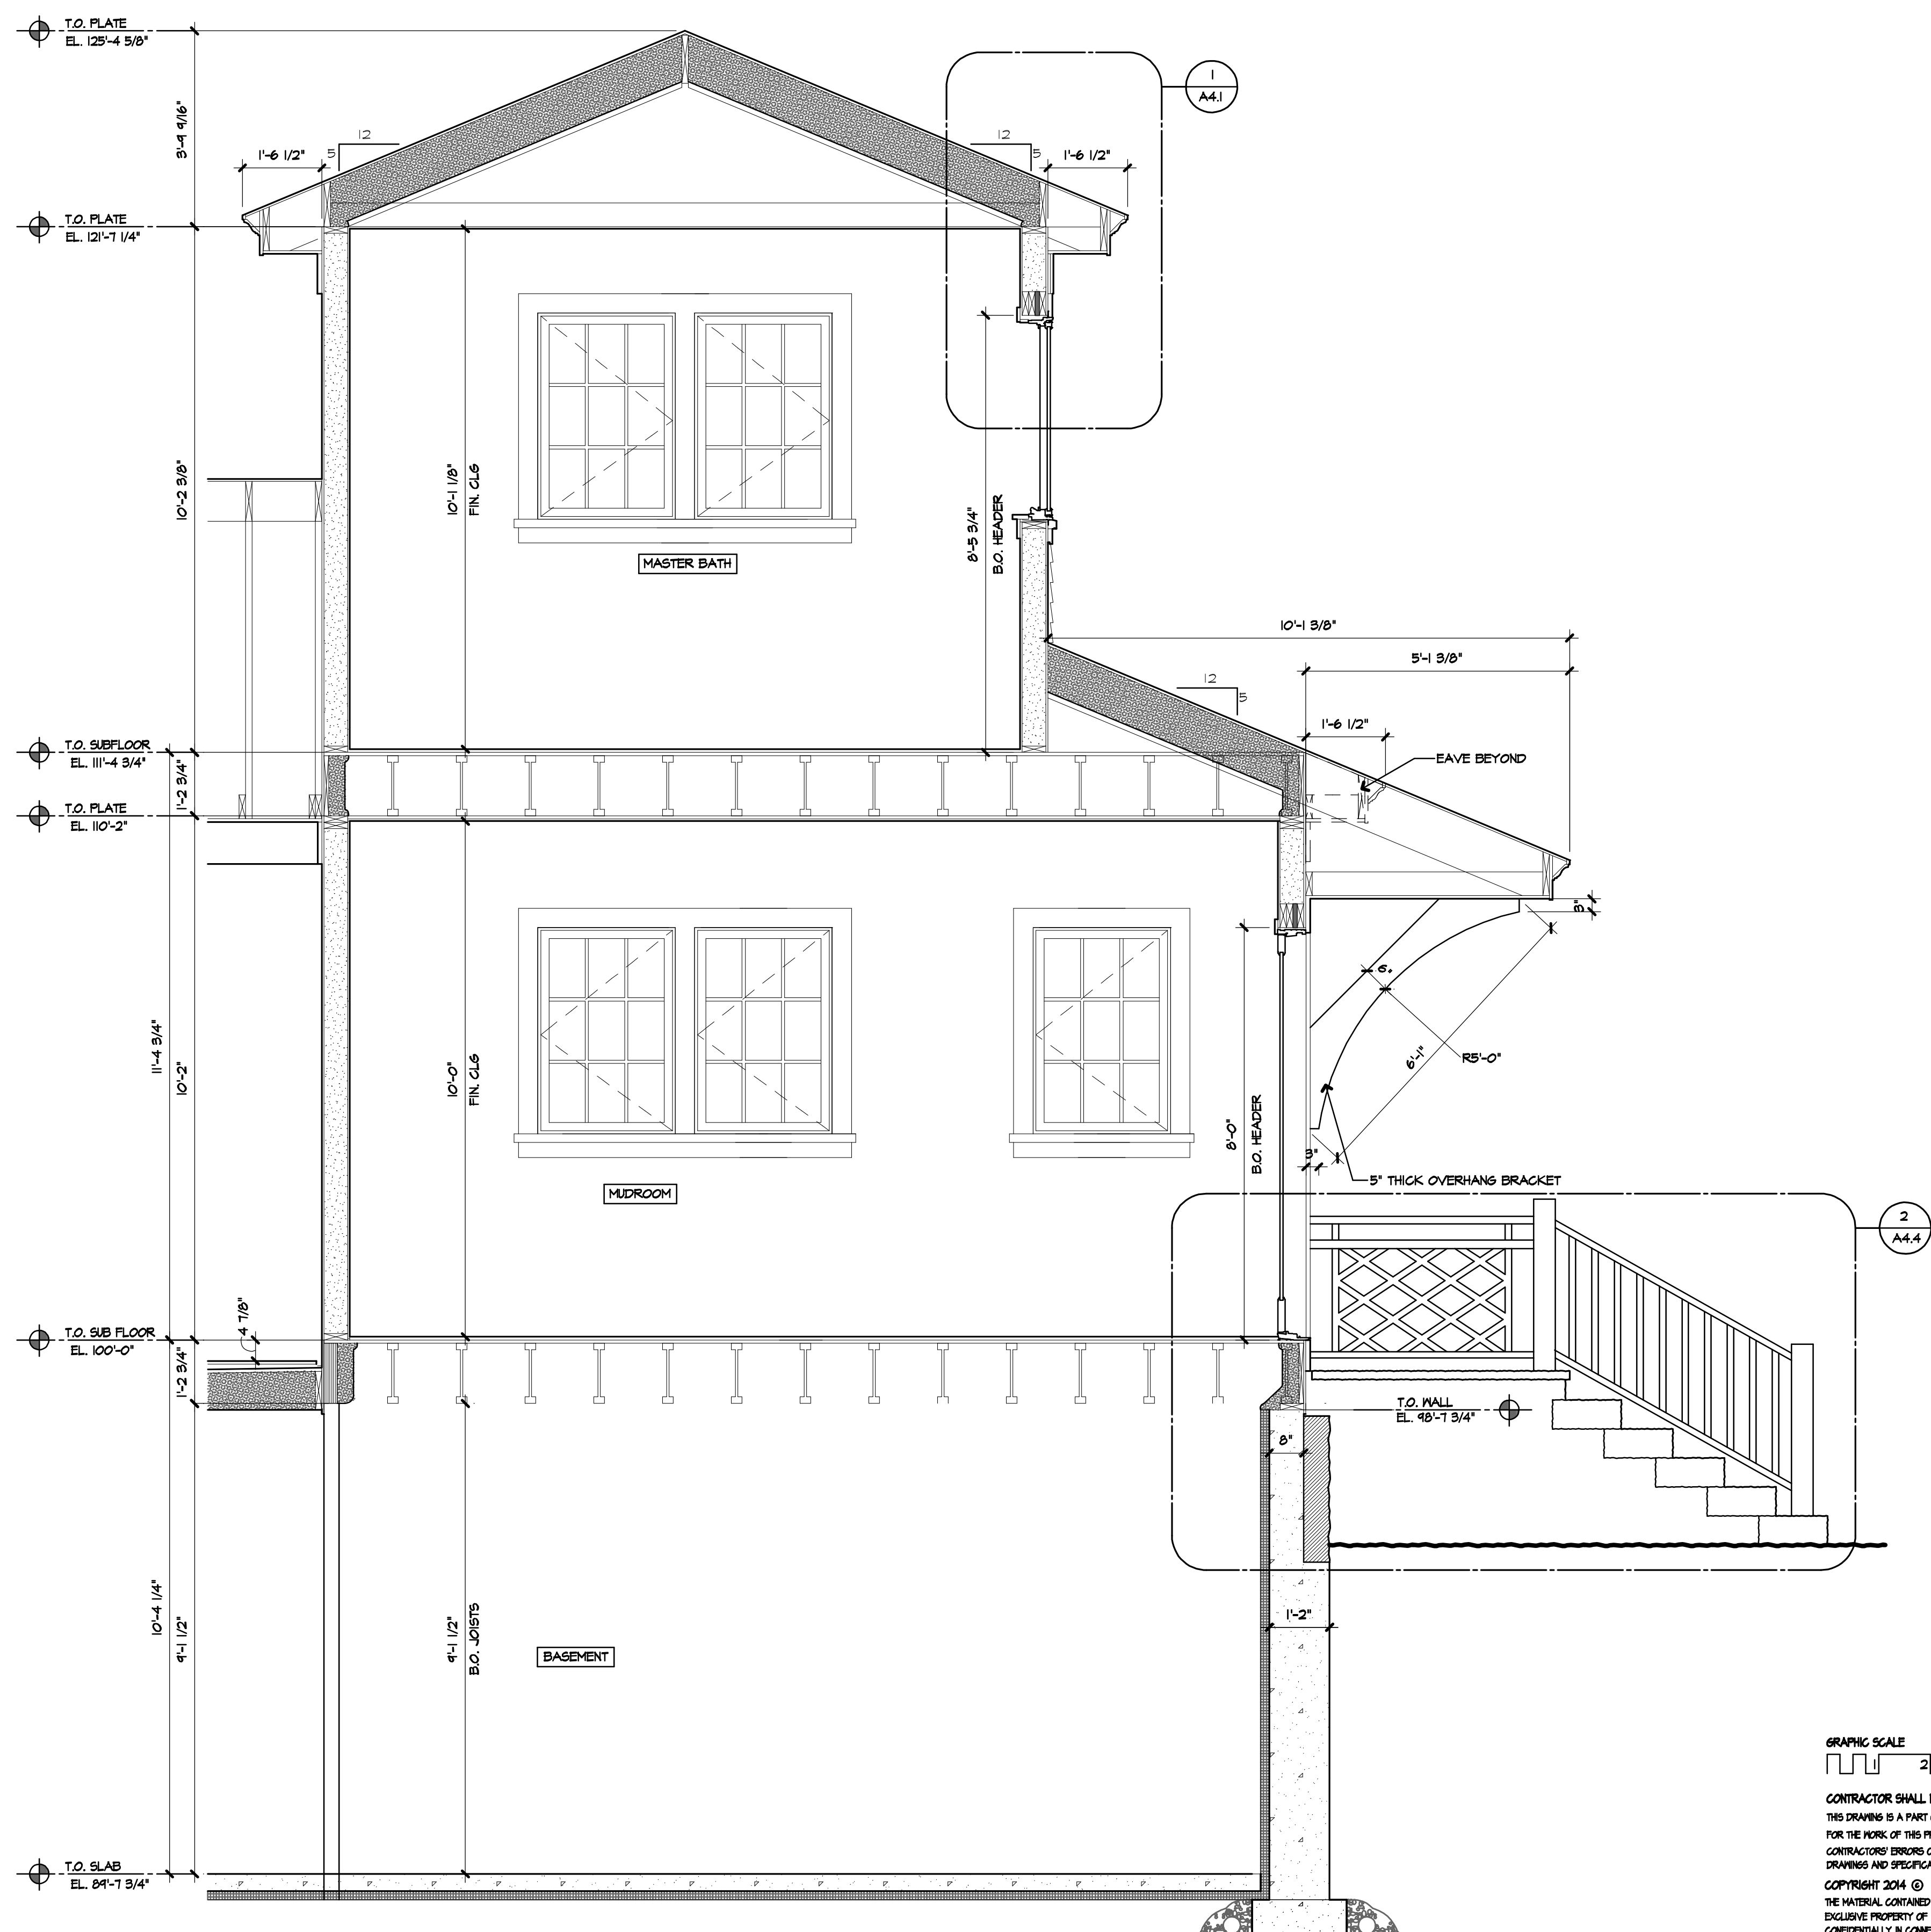 T.O. PLATE
EL. 125'-4 5/8"
1
A4.1
3'-9 9/16"
12
5
1'-6 1/2"
12
5
1'-6 1/2"
T.O. PLATE
EL. 121'-7 1/4"
10'-2 3/8"
10'-1 1/8"
FIN. CLG
8'-5 3/4"
B.O. HEADER
MASTER BATH
10'-1 3/8"
5'-1 3/8"
12
5
1'-6 1/2"
EAVE BEYOND
T.O. SUBFLOOR
EL. 111'-4 3/4"
1'-2 3/4"
T.O. PLATE
EL. 110'-2"
3"
6"
R5'-0"
6'-1"
11'-4 3/4"
10'-2"
10'-0"
FIN. CLG
8'-0"
B.O. HEADER
3"
5" THICK OVERHANG BRACKET
MUDROOM
2
A4.4
4 7/8"
T.O. SUB FLOOR
EL. 100'-0"
1'-2 3/4"
T.O. WALL
EL. 98'-7 3/4"
8"
1'-2"
10'-4 1/4"
9'-1 1/2"
9'-1 1/2"
B.O. JOISTS
BASEMENT
T.O. SLAB
EL. 89'-7 3/4"
GRAPHIC SCALE
1 2
CONTRACTOR SHALL
THIS DRAWING IS A PART
FOR THE WORK OF THIS
CONTRACTORS' ERRORS
DRAWINGS AND
COPYRIGHT 2014 ©
THE MATERIAL CONTAINED
EXCLUSIVE PROPERTY OF
CONFIDENTIALLY IN